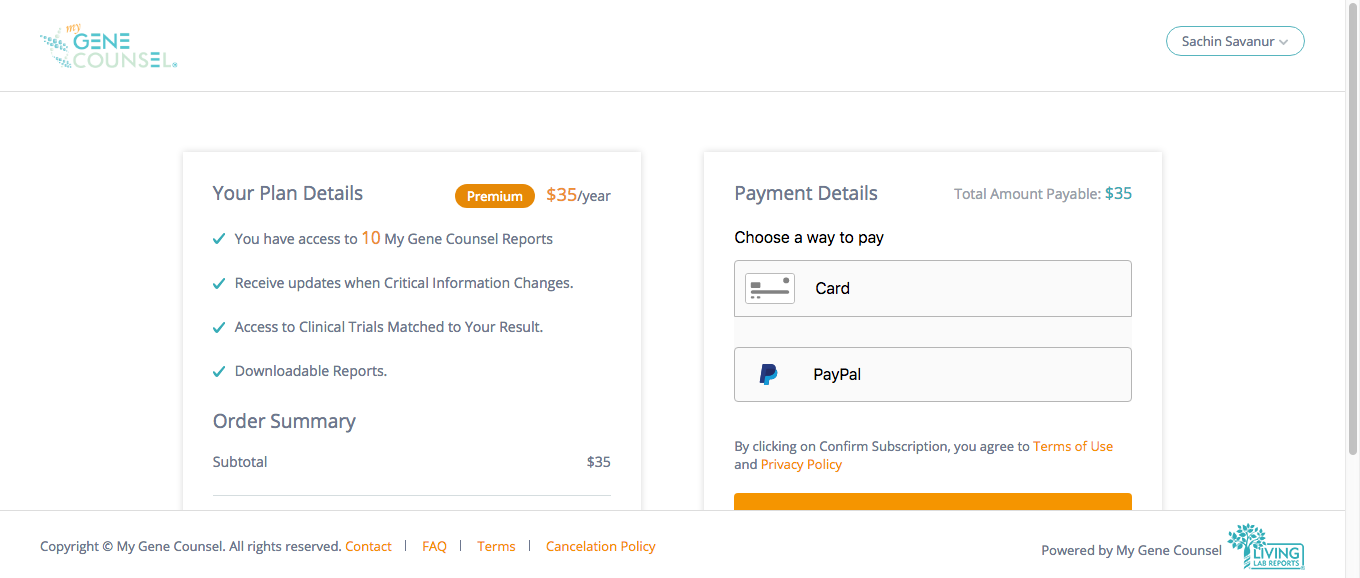 my
GENE
COUNSEL
Sachin Savanur
Your Plan Details
Premium
$35/year
You have access to 10 My Gene Counsel Reports
Receive updates when Critical Information Changes.
Access to Clinical Trials Matched to Your Result.
Downloadable Reports.
Order Summary
Subtotal
$35
Payment Details
Total Amount Payable: $35
Choose a way to pay
Card
PayPal
By clicking on Confirm Subscription, you agree to Terms of Use
and Privacy Policy
Copyright © My Gene Counsel. All rights reserved. Contact | FAQ | Terms | Cancelation Policy
Powered by My Gene Counsel
LIVING
LAB REPORTS